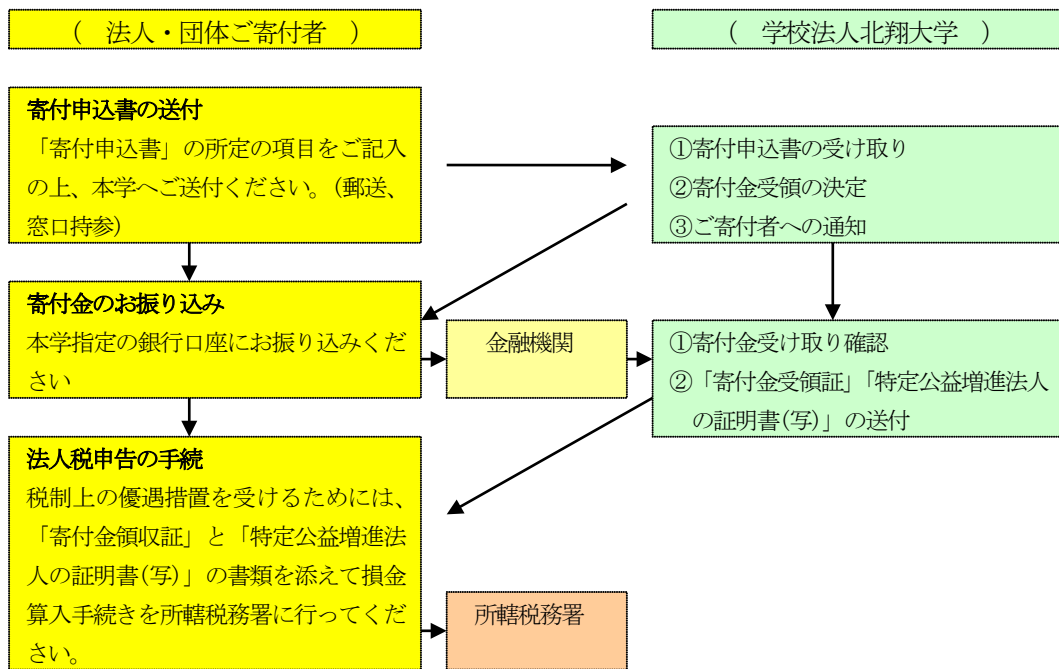 ( 法人・団体ご寄付者 )
( 学校法人北翔大学 )
寄付申込書の送付
「寄付申込書」の所定の項目をご記入
の上、本学へご送付ください。(郵送、
窓口持参)
①寄付申込書の受け取り
②寄付金受領の決定
③ご寄付者への通知
寄付金のお振り込み
本学指定の銀行口座にお振り込みくだ
さい
金融機関
①寄付金受け取り確認
②「寄付金受領証」「特定公益増進法人
の証明書(写)」の送付
法人税申告の手続
税制上の優遇措置を受けるためには、
「寄付金領収証」と「特定公益増進法
人の証明書(写)」の書類を添えて損金
算入手続きを所轄税務署に行ってくだ
さい。
所轄税務署